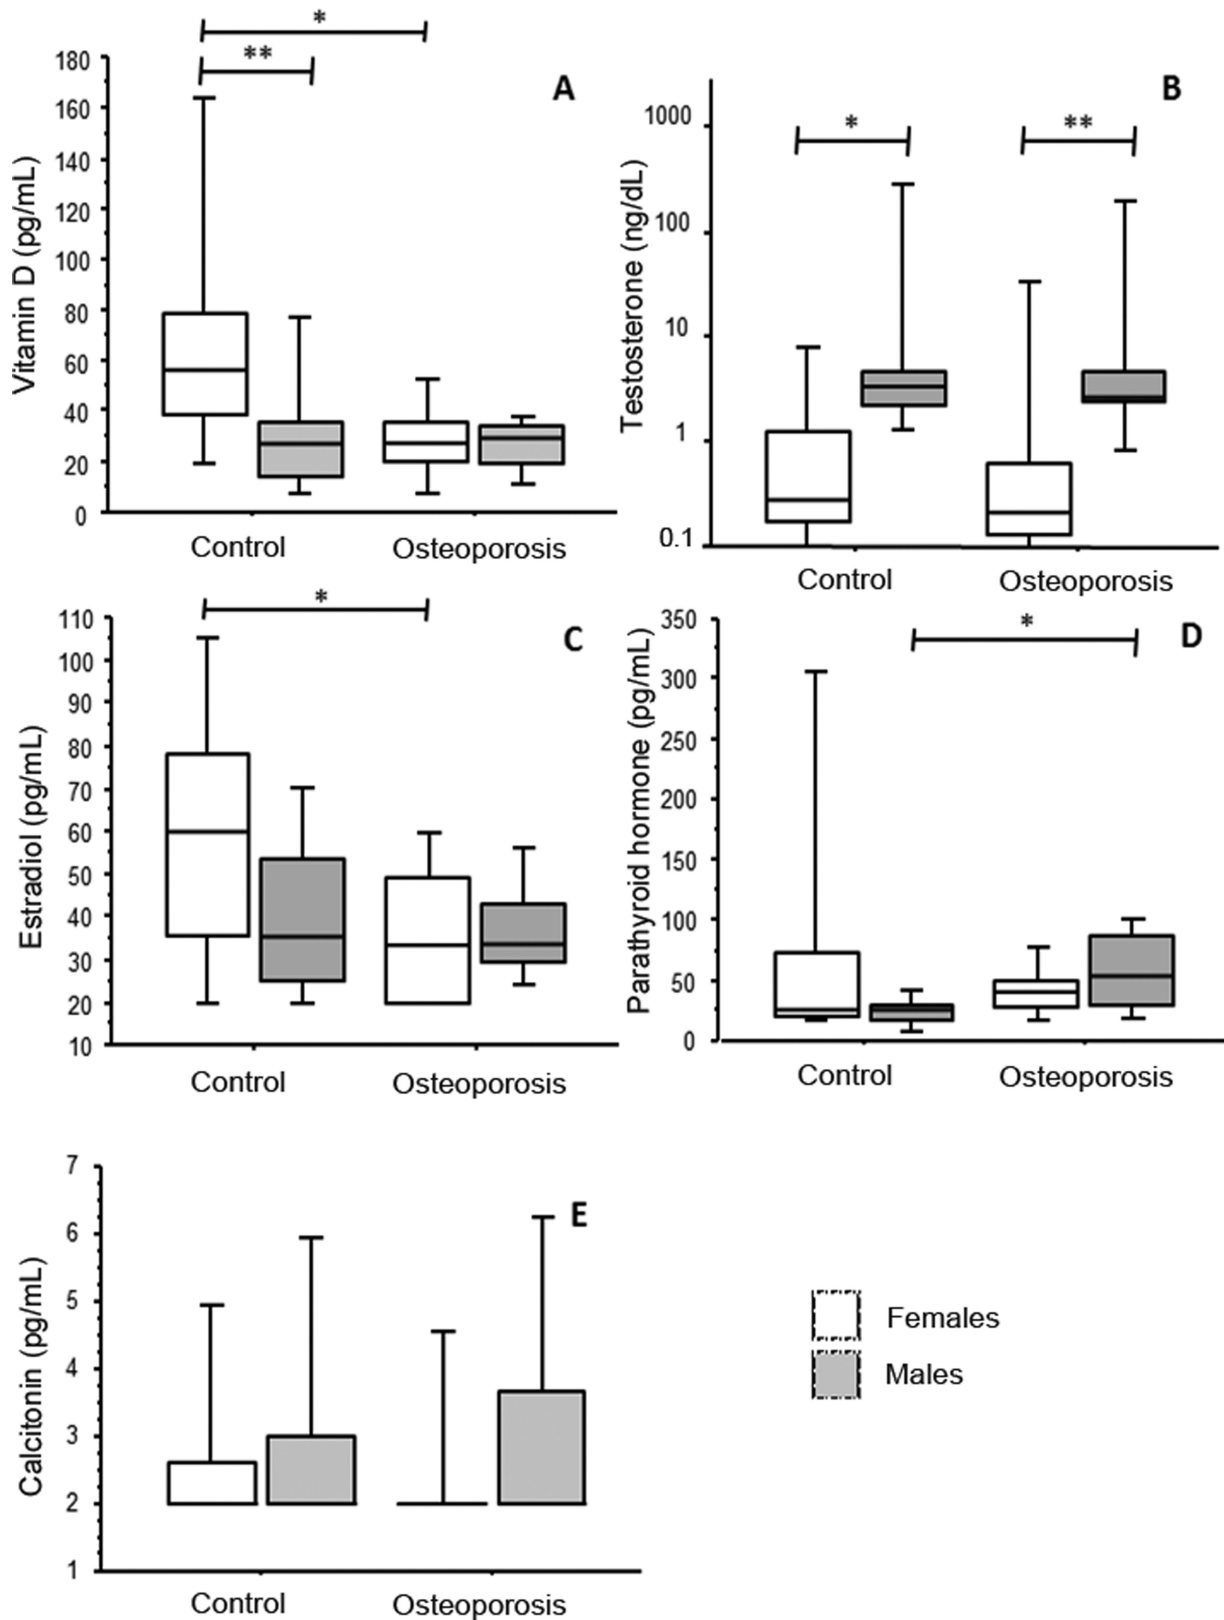 *
**
A
Vitamin D (pg/mL)
180
160
140
120
100
80
60
40
20
0
Control
Osteoporosis
B
*
**
Testosterone (ng/dL)
1000
100
10
1
0.1
Control
Osteoporosis
*
C
Estradiol (pg/mL)
110
100
90
80
70
60
50
40
30
20
10
Control
Osteoporosis
*
D
Parathyroid hormone (pg/mL)
350
300
250
200
150
100
50
0
Control
Osteoporosis
E
Calcitonin (pg/mL)
7
6
5
4
3
2
1
Control
Osteoporosis
Females
Males